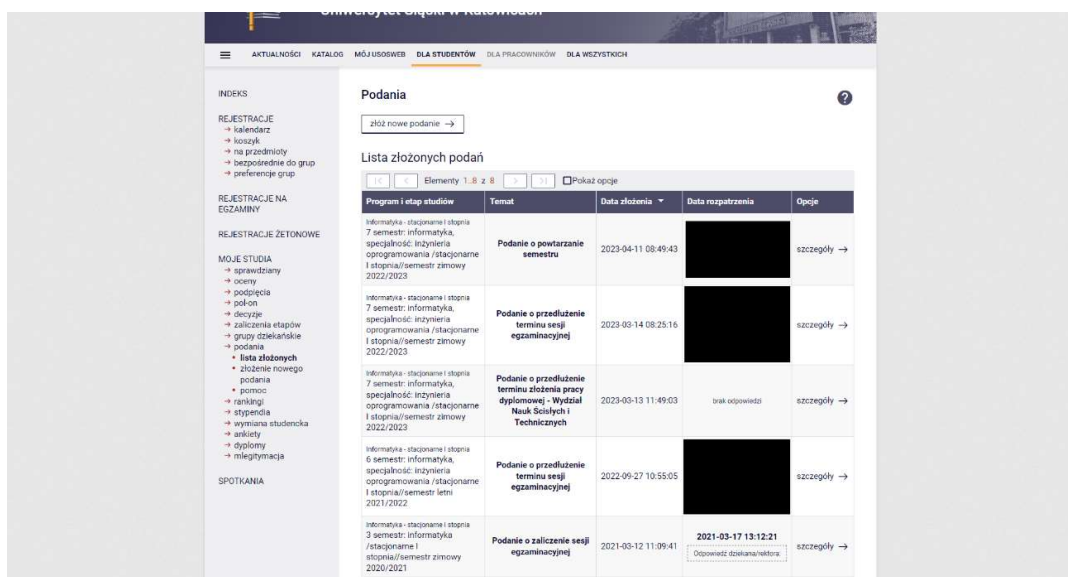 Uniwersytet Śląski w Katowicach
AKTUALNOŚCI KATALOG MÓJ USOSWEB DLA STUDENTÓW DLA PRACOWNIKÓW DLA WSZYSTKICH
INDEKS
REJESTRACJE
→ kalendarz
→ koszyk
→ na przedmioty
→ bezpośrednie do grup
→ preferencje grup
REJESTRACJE NA
EGZAMINY
REJESTRACJE ŻETONOWE
MOJE STUDIA
→ sprawdziany
→ oceny
→ podpięcia
→ pol-on
→ decyzje
→ zaliczenia etapów
→ grupy dziekańskie
→ podania
• lista złożonych
• złożenie nowego
podania
• pomoc
→ rankingi
→ stypendia
→ wymiana studencka
→ ankiety
→ dyplomy
→ mlegitymacja
SPOTKANIA
Podania
?
złóż nowe podanie →
Lista złożonych podań
Elementy 1..8 z 8
Pokaż opcje
Program i etap studiów Temat Data złożenia ▼ Data rozpatrzenia Opcje
Informatyka - stacjonarne I stopnia
7 semestr: informatyka,
specjalność: inżynieria
oprogramowania /stacjonarne
I stopnia//semestr zimowy
2022/2023
Podanie o powtarzanie
semestru
2023-04-11 08:49:43
szczegóły →
Informatyka - stacjonarne I stopnia
7 semestr: informatyka,
specjalność: inżynieria
oprogramowania /stacjonarne
I stopnia//semestr zimowy
2022/2023
Podanie o przedłużenie
terminu sesji
egzaminacyjnej
2023-03-14 08:25:16
szczegóły →
Informatyka - stacjonarne I stopnia
7 semestr: informatyka,
specjalność: inżynieria
oprogramowania /stacjonarne
I stopnia//semestr zimowy
2022/2023
Podanie o przedłużenie
terminu złożenia pracy
dyplomowej - Wydział
Nauk Ścisłych i
Technicznych
2023-03-13 11:49:03
brak odpowiedzi
szczegóły →
Informatyka - stacjonarne I stopnia
6 semestr: informatyka,
specjalność: inżynieria
oprogramowania /stacjonarne
I stopnia//semestr letni
2021/2022
Podanie o przedłużenie
terminu sesji
egzaminacyjnej
2022-09-27 10:55:05
szczegóły →
Informatyka - stacjonarne I stopnia
3 semestr: informatyka
/stacjonarne I
stopnia//semestr zimowy
2020/2021
Podanie o zaliczenie sesji
egzaminacyjnej
2021-03-12 11:09:41
2021-03-17 13:12:21
Odpowiedź dziekana/rektora:
szczegóły →